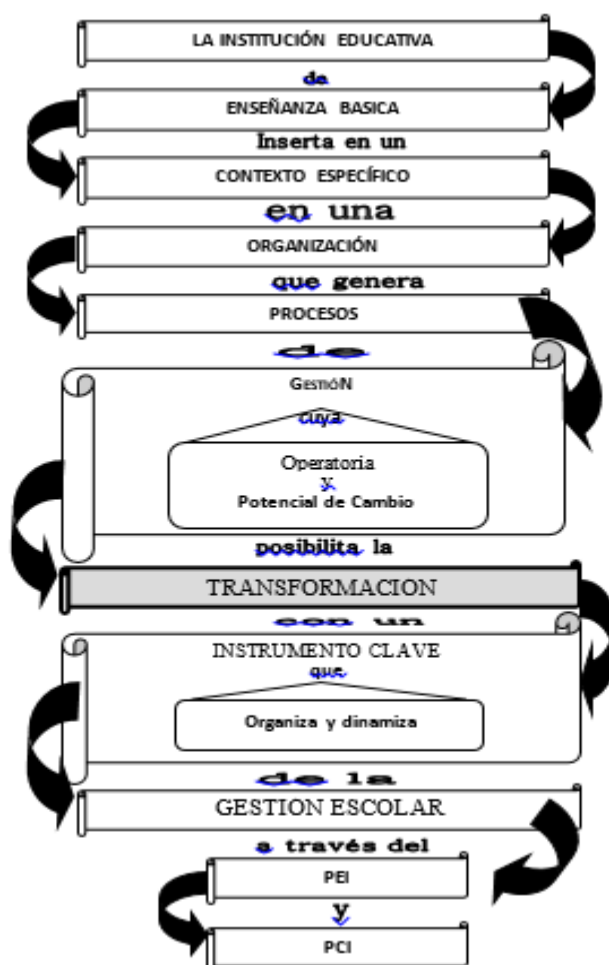 LA INSTITUCIÓN EDUCATIVA
de
ENSEÑANZA BASICA
Inserta en un
CONTEXTO ESPECÍFICO
en una
ORGANIZACIÓN
que genera
PROCESOS
de
GestióN
cuya
Operatoria
y
Potencial de Cambio
posibilita la
TRANSFORMACION
con un
INSTRUMENTO CLAVE
que
Organiza y dinamiza
de la
GESTION ESCOLAR
a través del
PEI
y
PCI